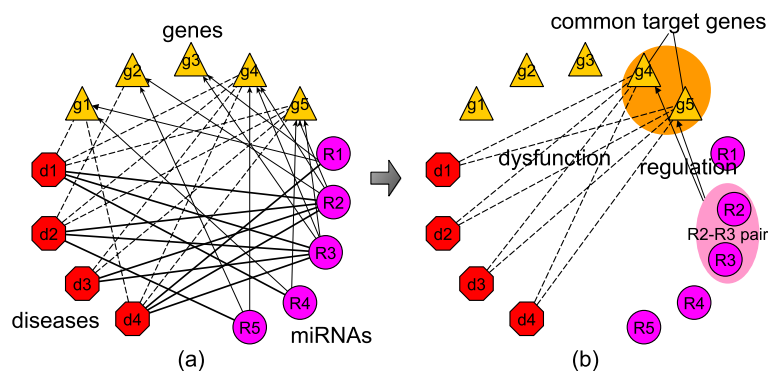 genes
g1
g2
g3
g4
g5
d1
d2
d3
d4
R1
R2
R3
R4
R5
diseases
miRNAs
(a)
common target genes
g1
g2
g3
g4
g5
dysfunction
regulation
d1
d2
d3
d4
R1
R2
R2-R3 pair
R3
R4
R5
(b)